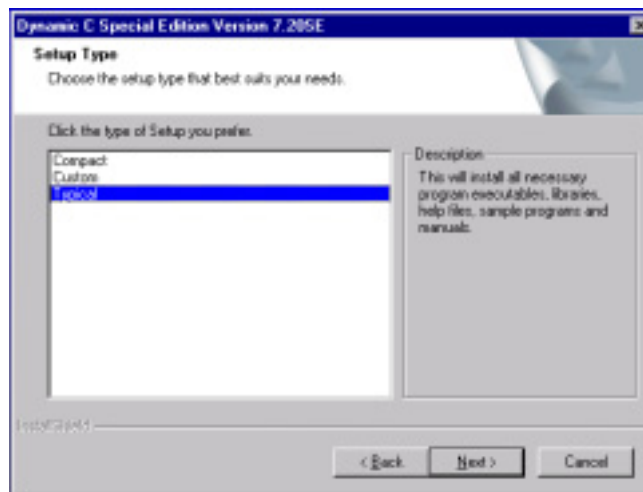 Dynamic C Special Edition Version 7.20SE
Setup Type
Choose the setup type that best suits your needs.
Click the type of Setup you prefer.
Compact
Custom
Typical
Description
This will install all necessary
program executables, libraries,
help files, sample programs and
manuals.
InstallShield
< Back
Next >
Cancel